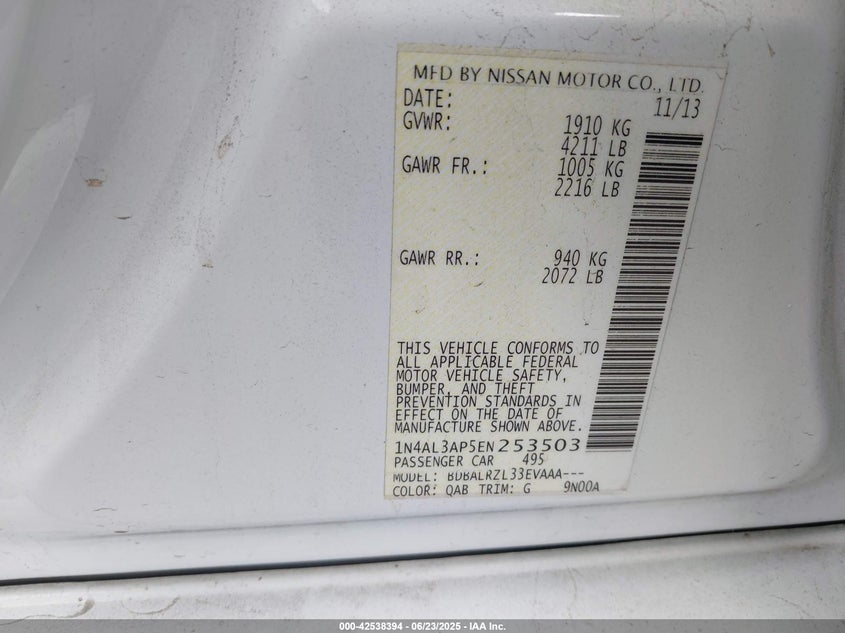 MFD BY NISSAN MOTOR CO., LTD.
DATE: 11/13
GVWR: 1910 KG
4211 LB
GAWR FR.: 1005 KG
2216 LB
GAWR RR.: 940 KG
2072 LB
THIS VEHICLE CONFORMS TO
ALL APPLICABLE FEDERAL
MOTOR VEHICLE SAFETY,
BUMPER, AND THEFT
PREVENTION STANDARDS IN
EFFECT ON THE DATE OF
MANUFACTURE SHOWN ABOVE.
1N4AL3AP5EN253503
PASSENGER CAR 495
MODEL: BDBALRZL33EVAAA---
COLOR: QAB TRIM: G 9N00A
000-42538394 - 06/23/2025 - IAA Inc.